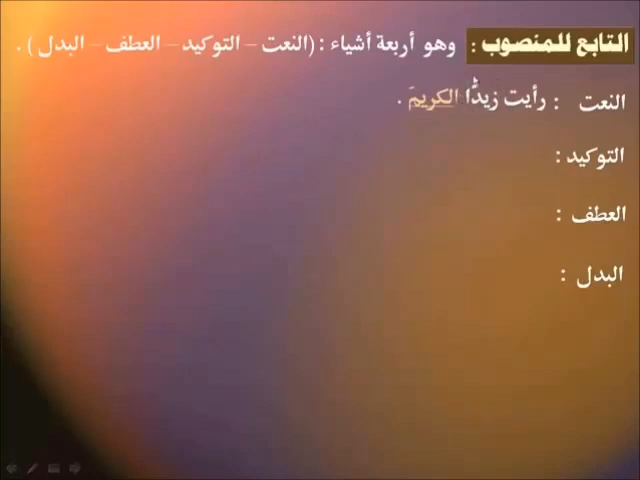 التابع للمنصوب : وهو أربعة أشياء : (النعت – التوكيد – العطف – البدل ) .
النعت : رأيت زيدًا الكريمَ .
التوكيد :
العطف :
البدل :